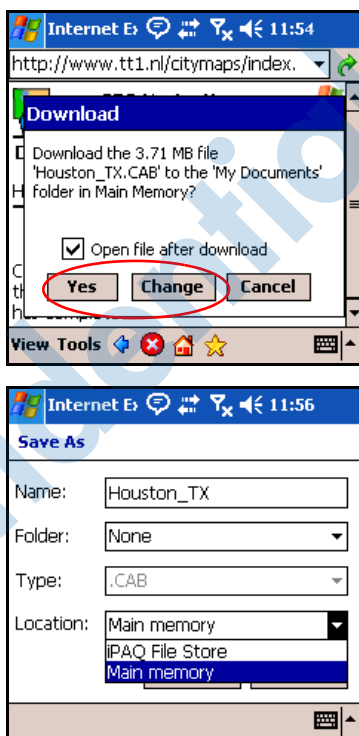 Internet E
11:54
http://www.tt1.nl/citymaps/index.
Download
Download the 3.71 MB file
'Houston_TX.CAB' to the 'My Documents'
folder in Main Memory?
Open file after download
Yes Change Cancel
View Tools
Internet E
11:56
Save As
Name: Houston_TX
Folder: None
Type: .CAB
Location: Main memory
iPAQ File Store
Main memory